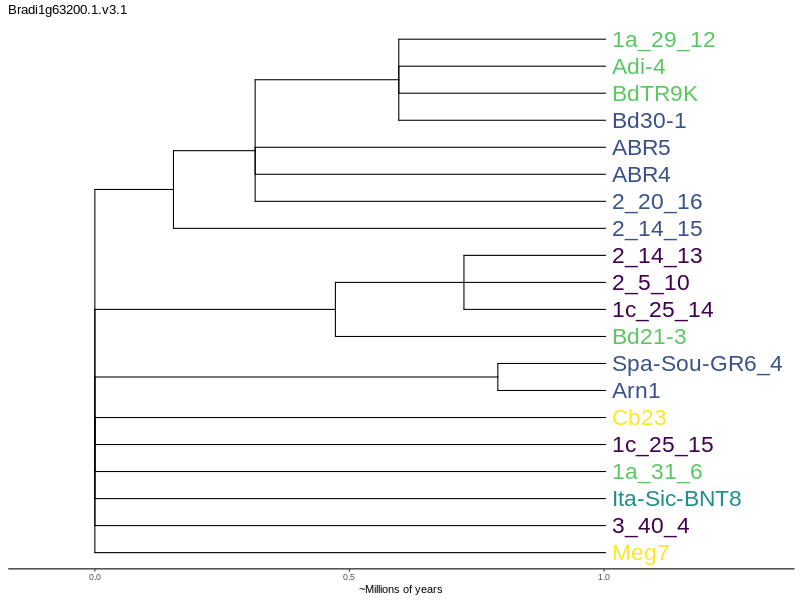 Bradi1g63200.1.v3.1
1a_29_12
Adi-4
BdTR9K
Bd30-1
ABR5
ABR4
2_20_16
2_14_15
2_14_13
2_5_10
1c_25_14
Bd21-3
Spa-Sou-GR6_4
Arn1
Cb23
1c_25_15
1a_31_6
Ita-Sic-BNT8
3_40_4
Meg7
0.0 0.5 1.0
~Millions of years